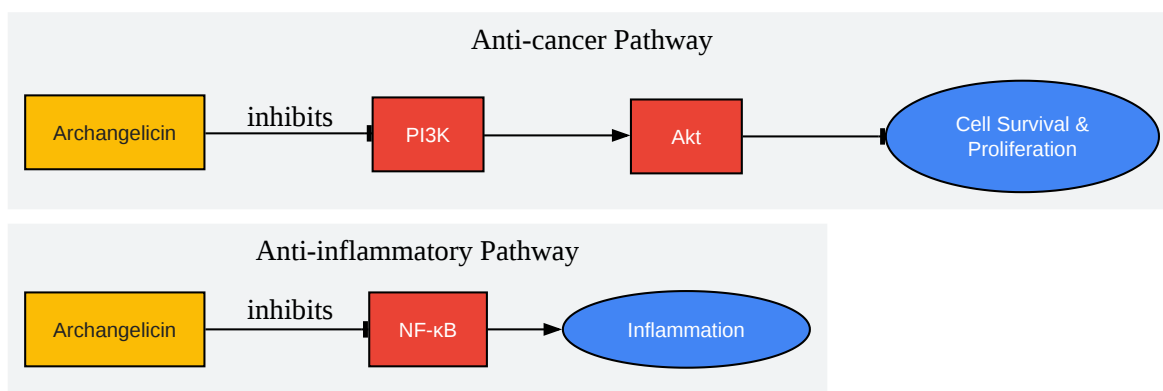 Anti-cancer Pathway
Archangelicin
inhibits
PI3K
Akt
Cell Survival &
Proliferation
Anti-inflammatory Pathway
Archangelicin
inhibits
NF-κB
Inflammation